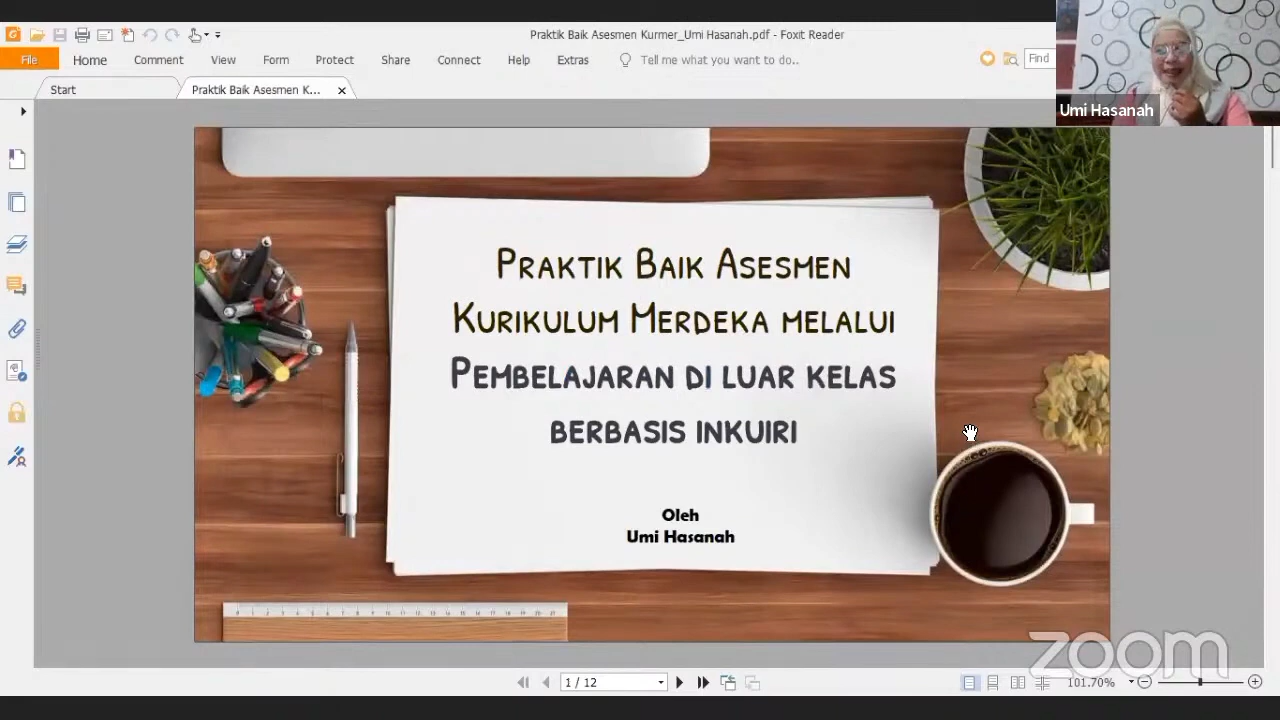 Praktik Baik Asesmen Kurmer_Umi Hasanah.pdf - Foxit Reader
File Home Comment View Form Protect Share Connect Help Extras Tell me what you want to do.. Find
Start Praktik Baik Asesmen K...
Umi Hasanah
PRAKTIK BAIK ASESMEN
KURIKULUM MERDEKA MELALUI
PEMBELAJARAN DI LUAR KELAS
BERBASIS INKUIRI
Oleh
Umi Hasanah
zoom
1 / 12 101.70%